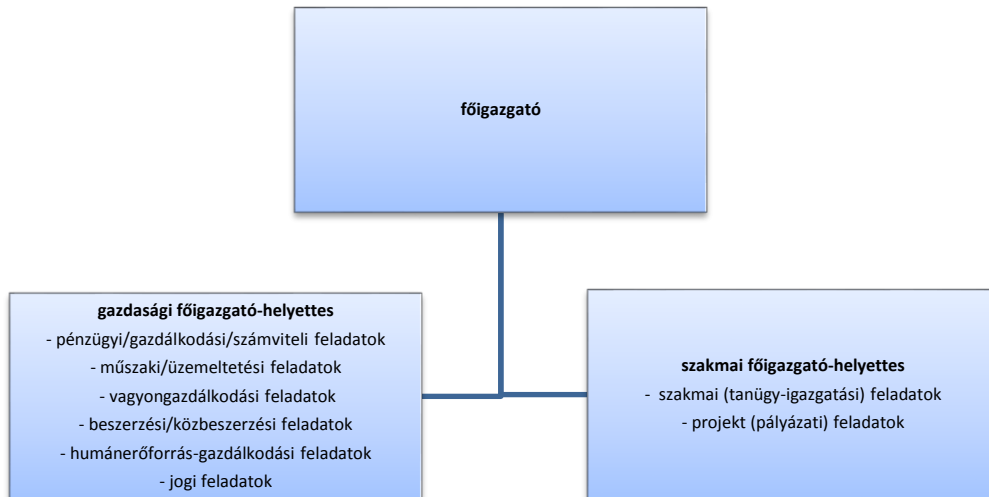 főigazgató
gazdasági főigazgató-helyettes
- pénzügyi/gazdálkodási/számviteli feladatok
- műszaki/üzemeltetési feladatok
- vagyongazdálkodási feladatok
- beszerzési/közbeszerzési feladatok
- humánerőforrás-gazdálkodási feladatok
- jogi feladatok
szakmai főigazgató-helyettes
- szakmai (tanügy-igazgatási) feladatok
- projekt (pályázati) feladatok